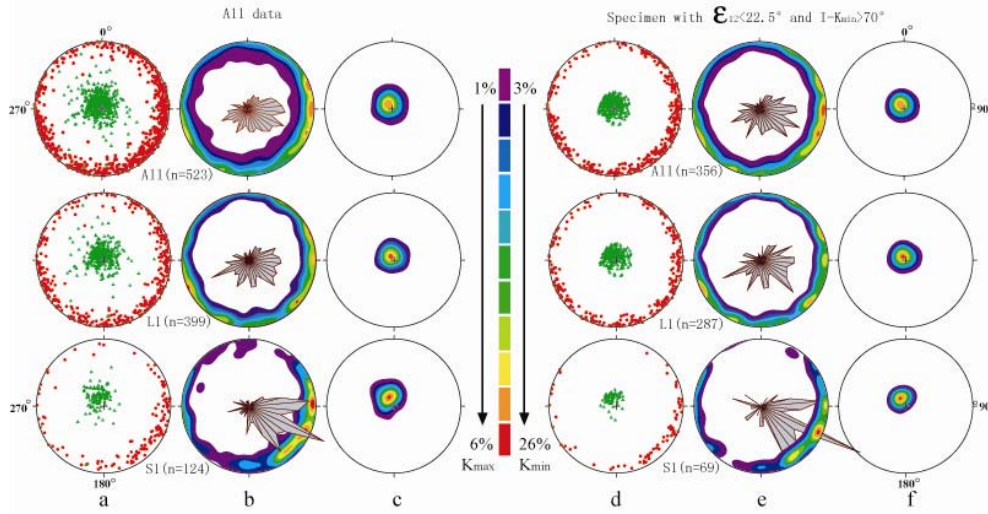 All data
Specimen with ε12<22.5° and I-Kmin>70°
0°
0°
1%
3%
270°
270°
90
All(n=523)
All(n=356)
L1(n=399)
L1(n=287)
270°
90
6%
26%
Kmax
Kmin
S1(n=124)
S1(n=69)
180°
180°
a
b
c
d
e
f